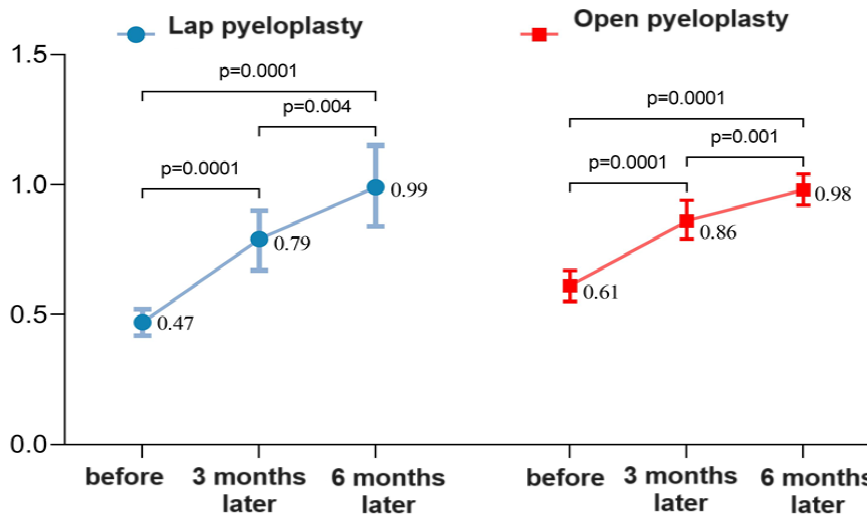 Lap pyeloplasty
Open pyeloplasty
1.5
1.0
0.5
0.0
p=0.0001
p=0.004
p=0.0001
0.47
0.79
0.99
p=0.0001
p=0.001
p=0.0001
0.61
0.86
0.98
before
3 months
later
6 months
later
before
3 months
later
6 months
later